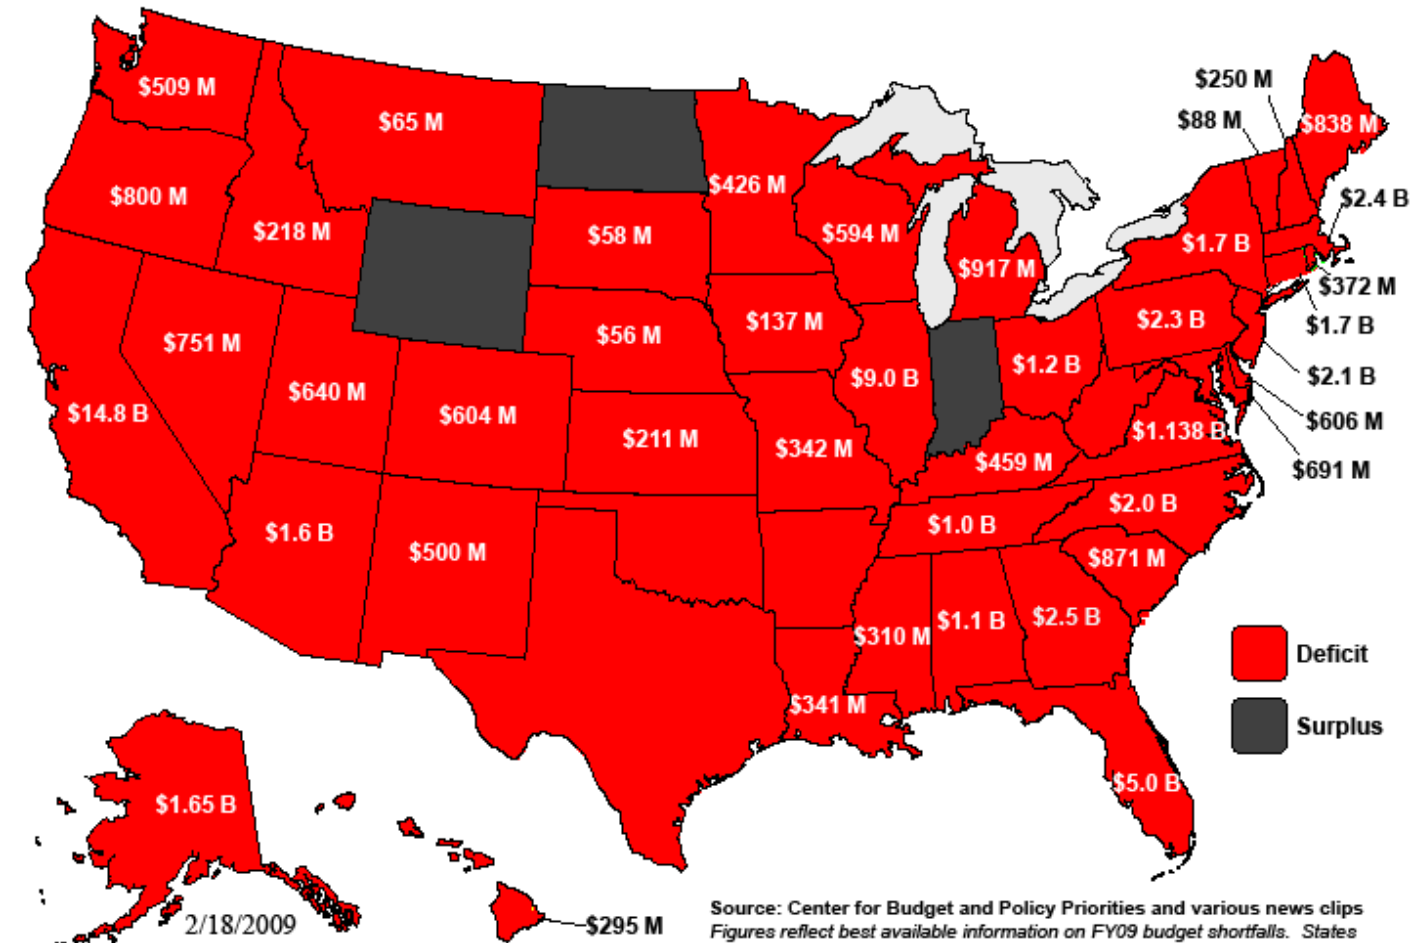 $250 M
$509 M
$88 M
$838 M
$65 M
$426 M
$800 M
$2.4 B
$218 M
$58 M
$594 M
$1.7 B
$917 M
$372 M
$137 M
$2.3 B
$1.7 B
$751 M
$56 M
$1.2 B
$9.0 B
$2.1 B
$640 M
$604 M
$14.8 B
$606 M
$211 M
$1.138 B
$342 M
$459 M
$691 M
$2.0 B
$1.0 B
$1.6 B
$500 M
$871 M
$310 M
$1.1 B
$2.5 B
Deficit
$341 M
Surplus
$5.0 B
$1.65 B
2/18/2009
$295 M
Source: Center for Budget and Policy Priorities and various news clips
Figures reflect best available information on FY09 budget shortfalls. States